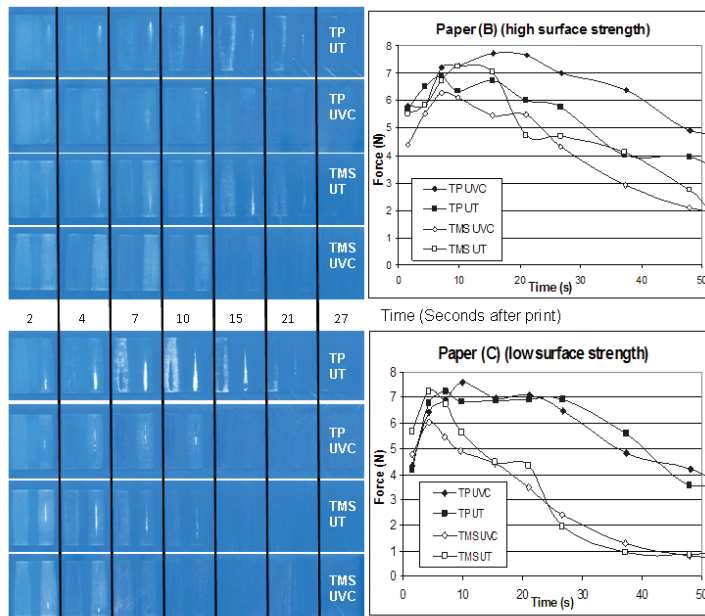 TP
UT
TP
UVC
TMS
UT
TMS
UVC
Paper (B) (high surface strength)
Force (N)
8
7
6
5
4
3
2
1
0
TP UVC
TP UT
TMS UVC
TMS UT
0 10 20 30 40 50
Time (s)
2 4 7 10 15 21 27 Time (Seconds after print)
TP
UT
TP
UVC
TMS
UT
TMS
UVC
Paper (C) (low surface strength)
Force (N)
8
7
6
5
4
3
2
1
0
TP UVC
TP UT
TMS UVC
TMS UT
0 10 20 30 40 50
Time (s)